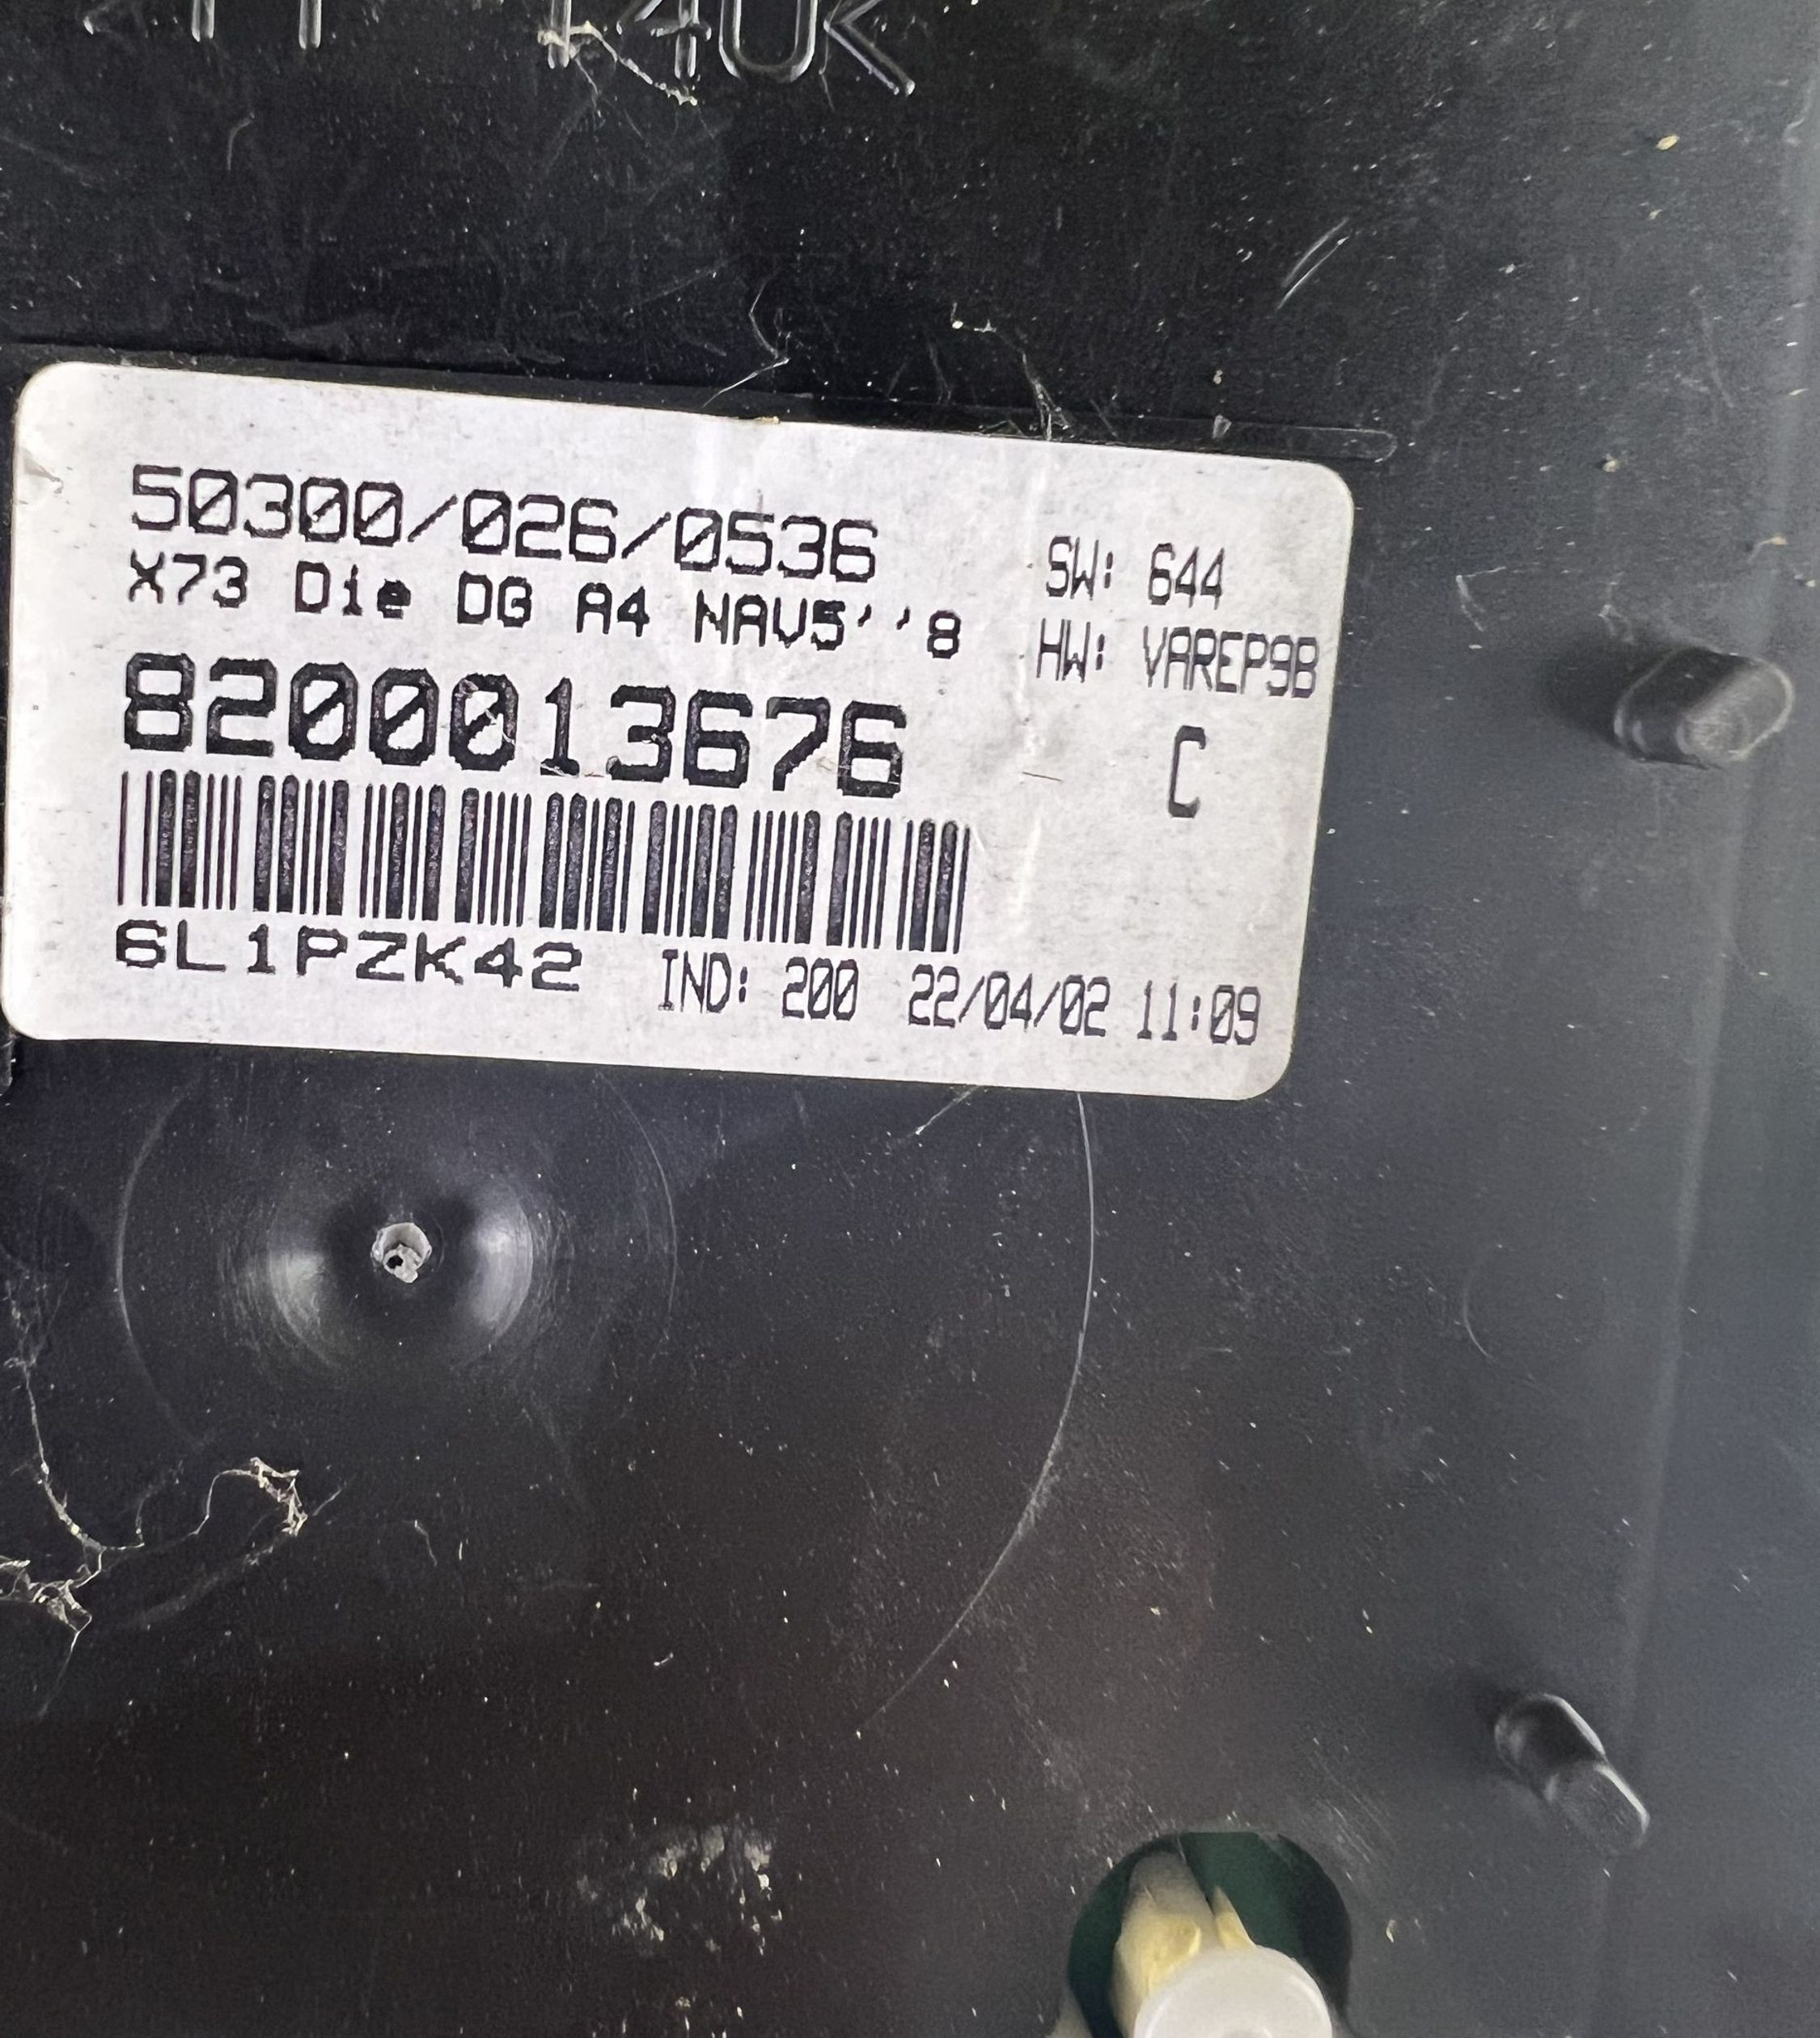 50300/026/0536
X73 Die DG A4 NAV5''8
SW: 644
HW: VAREP9B
8200013676
C
6L1PZK42 IND: 200 22/04/02 11:09